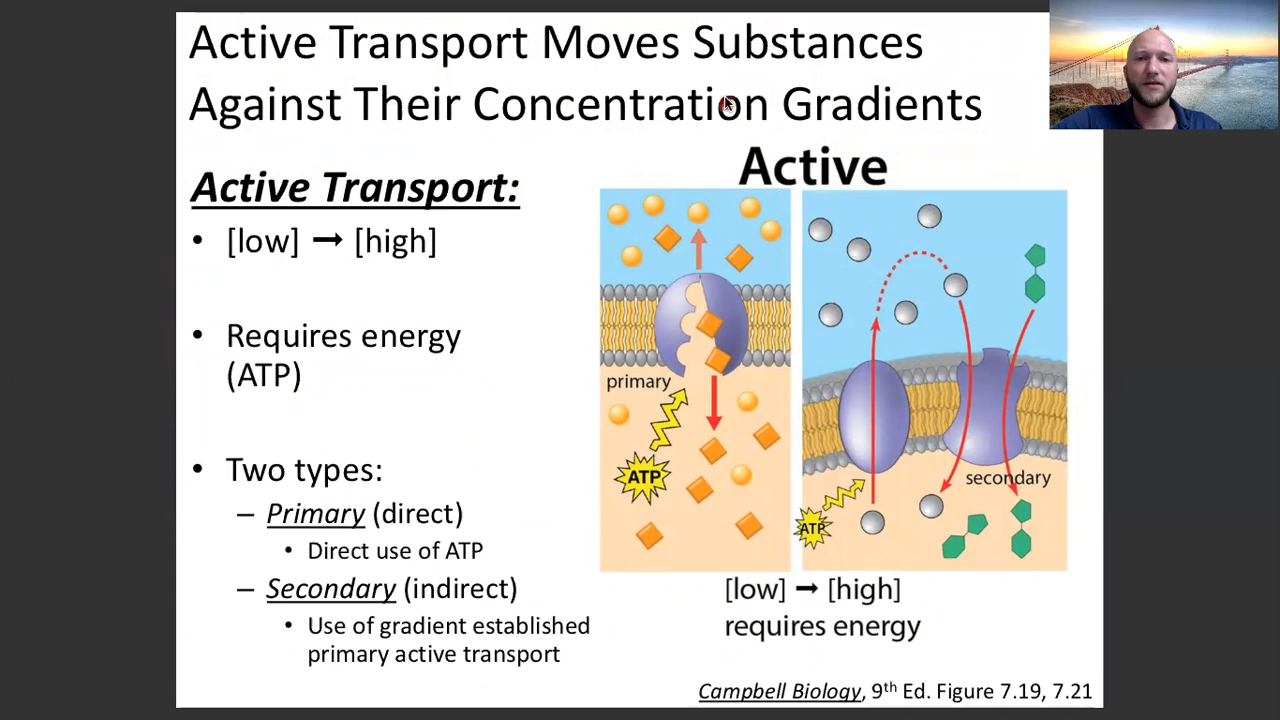 Active Transport Moves Substances
Against Their Concentration Gradients
Active Transport:
• [low] → [high]
• Requires energy
(ATP)
• Two types:
– Primary (direct)
• Direct use of ATP
– Secondary (indirect)
• Use of gradient established
primary active transport
Active
primary
ATP
secondary
ATP
[low] → [high]
requires energy
Campbell Biology, 9th Ed. Figure 7.19, 7.21